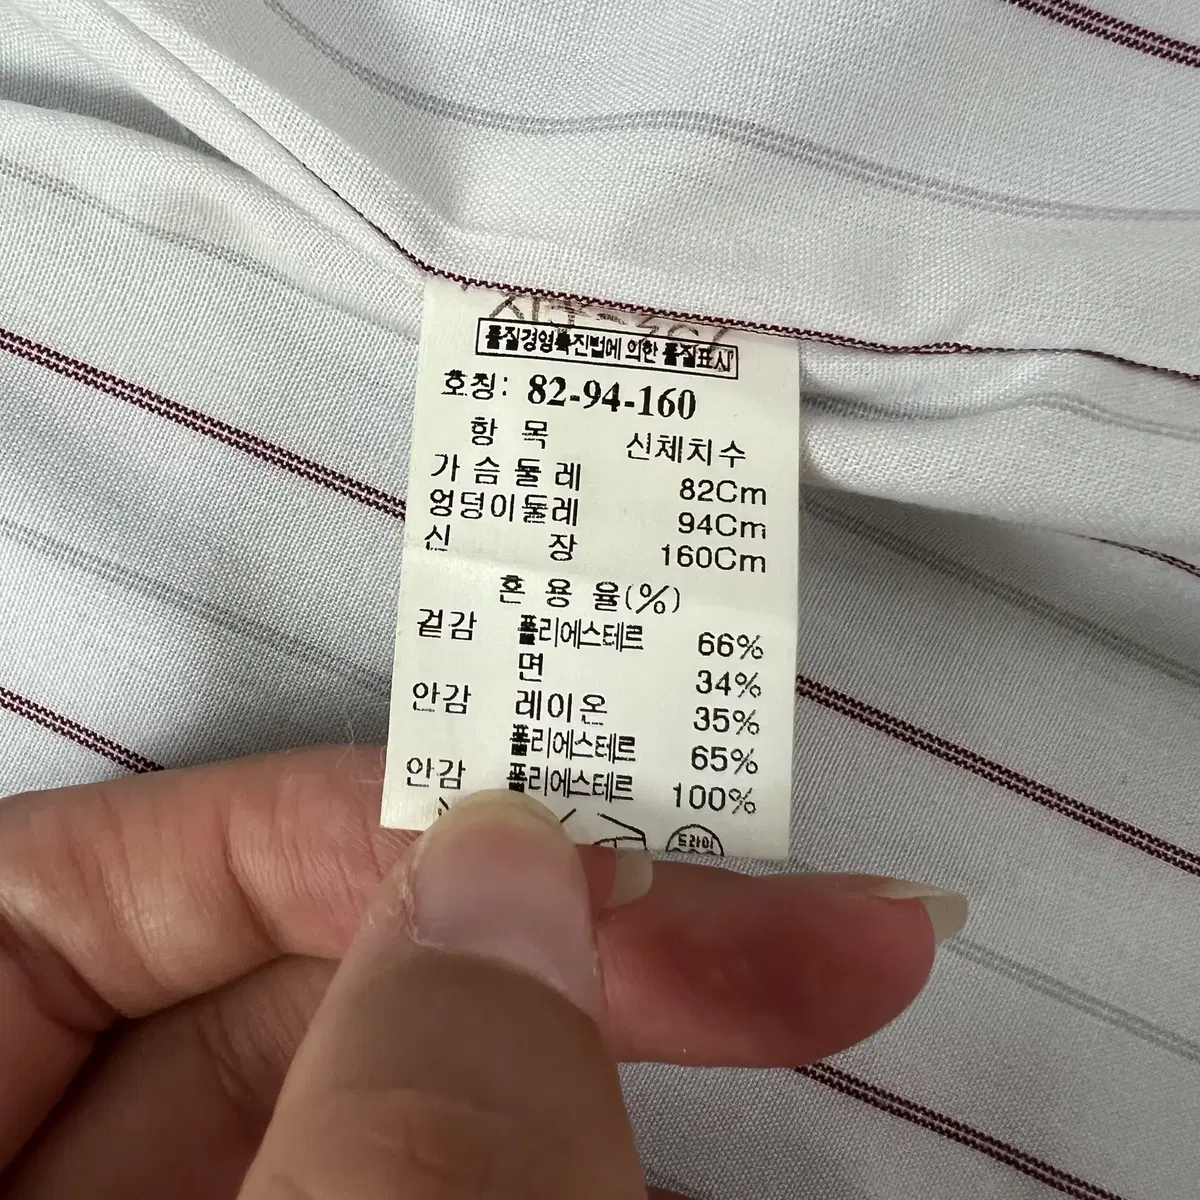 품질경영촉진법에 의한 품질표시
호칭: 82-94-160
항 목 신체치수
가 슴 둘 레 82Cm
엉덩이둘레 94Cm
신 장 160Cm
혼 용 율(%)
겉감 폴리에스테르 66%
면 34%
안감 레이온 35%
폴리에스테르 65%
안감 폴리에스테르 100%
드라이